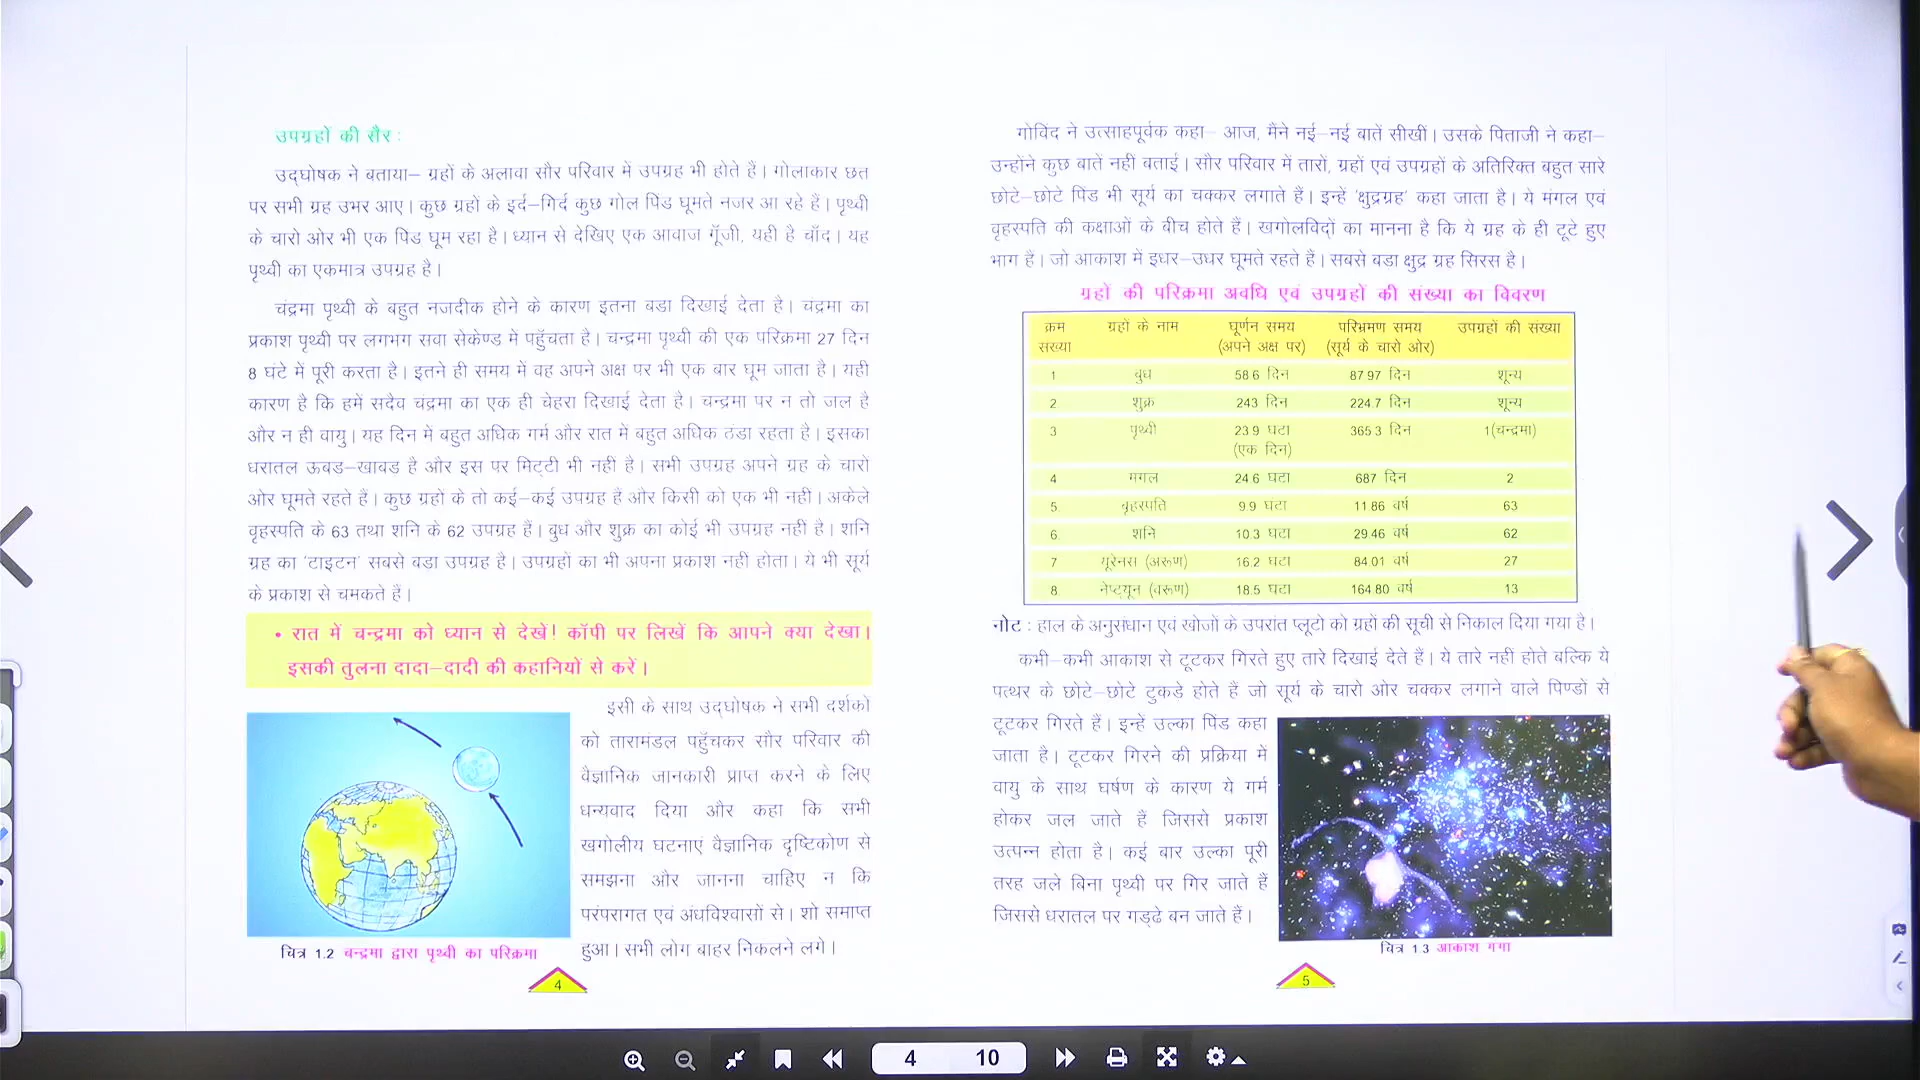 उपग्रहों की सैर :
उद्घोषक ने बताया– ग्रहों के अलावा सौर परिवार में उपग्रह भी होते हैं। गोलाकार छत
पर सभी ग्रह उभर आए। कुछ ग्रहों के इर्द–गिर्द कुछ गोल पिंड घूमते नजर आ रहे हैं। पृथ्वी
के चारो ओर भी एक पिंड घूम रहा है। ध्यान से देखिए एक आवाज गूँजी, यही है चाँद। यह
पृथ्वी का एकमात्र उपग्रह है।
चंद्रमा पृथ्वी के बहुत नजदीक होने के कारण इतना बडा दिखाई देता है। चंद्रमा का
प्रकाश पृथ्वी पर लगभग सवा सेकेण्ड मे पहुँचता है। चन्द्रमा पृथ्वी की एक परिक्रमा 27 दिन
8 घंटे में पूरी करता है। इतने ही समय में वह अपने अक्ष पर भी एक बार घूम जाता है। यही
कारण है कि हमें सदैव चद्रमा का एक ही चेहरा दिखाई देता है। चन्द्रमा पर न तो जल है
और न ही वायु। यह दिन में बहुत अधिक गर्म और रात में बहुत अधिक ठंडा रहता है। इसका
धरातल ऊबड–खाबड है और इस पर मिट्टी भी नही है। सभी उपग्रह अपने ग्रह के चारो
ओर घूमते रहते हैं। कुछ ग्रहों के तो कई–कई उपग्रह हैं और किसी को एक भी नहीं। अकेले
वृहस्पति के 63 तथा शनि के 62 उपग्रह हैं। बुध और शुक्र का कोई भी उपग्रह नहीं है। शनि
ग्रह का 'टाइटन' सबसे बडा उपग्रह है। उपग्रहों का भी अपना प्रकाश नही होता। ये भी सूर्य
के प्रकाश से चमकते हैं।
• रात में चन्द्रमा को ध्यान से देखें! कॉपी पर लिखें कि आपने क्या देखा।
इसकी तुलना दादा–दादी की कहानियों से करें।
इसी के साथ उद्घोषक ने सभी दर्शको
को तारामंडल पहुँचकर सौर परिवार की
वैज्ञानिक जानकारी प्राप्त करने के लिए
धन्यवाद दिया और कहा कि सभी
खगोलीय घटनाएं वैज्ञानिक दृष्टिकोण से
समझना और जानना चाहिए न कि
परंपरागत एवं अंधविश्वासों से। शो समाप्त
हुआ। सभी लोग बाहर निकलने लगे।
चित्र 1.2 चन्द्रमा द्वारा पृथ्वी का परिक्रमा
4
गोविंद ने उत्साहपूर्वक कहा– आज, मैंने नई–नई बातें सीखीं। उसके पिताजी ने कहा–
उन्होंने कुछ बातें नहीं बताई। सौर परिवार में तारों, ग्रहों एवं उपग्रहों के अतिरिक्त बहुत सारे
छोटे–छोटे पिंड भी सूर्य का चक्कर लगाते हैं। इन्हें 'क्षुद्रग्रह' कहा जाता है। ये मंगल एवं
वृहस्पति की कक्षाओं के बीच होते हैं। खगोलविदों का मानना है कि ये ग्रह के ही टूटे हुए
भाग हैं। जो आकाश में इधर–उधर घूमते रहते हैं। सबसे बडा क्षुद्र ग्रह सिरस है।
ग्रहों की परिक्रमा अवधि एवं उपग्रहों की संख्या का विवरण
क्रम ग्रहों के नाम घूर्णन समय परिभ्रमण समय उपग्रहों की संख्या
संख्या (अपने अक्ष पर) (सूर्य के चारो ओर)
1 बुध 58 6 दिन 87 97 दिन शून्य
2 शुक्र 243 दिन 224.7 दिन शून्य
3 पृथ्वी 23 9 घटा 365 3 दिन 1(चन्द्रमा)
(एक दिन)
4 मगल 24 6 घटा 687 दिन 2
5 बृहस्पति 9.9 घटा 11 86 वर्ष 63
6 शनि 10 3 घटा 29 46 वर्ष 62
7 यूरेनस (अरूण) 16.2 घटा 84.01 वर्ष 27
8 नेप्ट्यून (वरूण) 18.5 घटा 164 80 वर्ष 13
नोट : हाल के अनुसंधान एवं खोजों के उपरांत प्लूटो को ग्रहों की सूची से निकाल दिया गया है।
कभी–कभी आकाश से टूटकर गिरते हुए तारे दिखाई देते हैं। ये तारे नहीं होते बल्कि ये
पत्थर के छोटे–छोटे टुकड़े होते हैं जो सूर्य के चारो ओर चक्कर लगाने वाले पिण्डों से
टूटकर गिरते हैं। इन्हें उल्का पिंड कहा
जाता है। टूटकर गिरने की प्रक्रिया में
वायु के साथ घर्षण के कारण ये गर्म
होकर जल जाते हैं जिससे प्रकाश
उत्पन्न होता है। कई बार उल्का पूरी
तरह जले बिना पृथ्वी पर गिर जाते हैं
जिससे धरातल पर गड्ढे बन जाते हैं।
चित्र 1.3 आकाश गगा
5
4 10